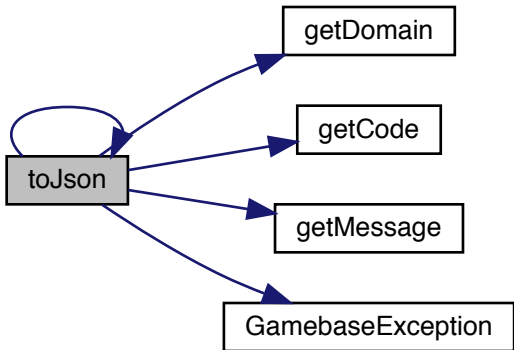 getDomain
getCode
toJson
getMessage
GamebaseException